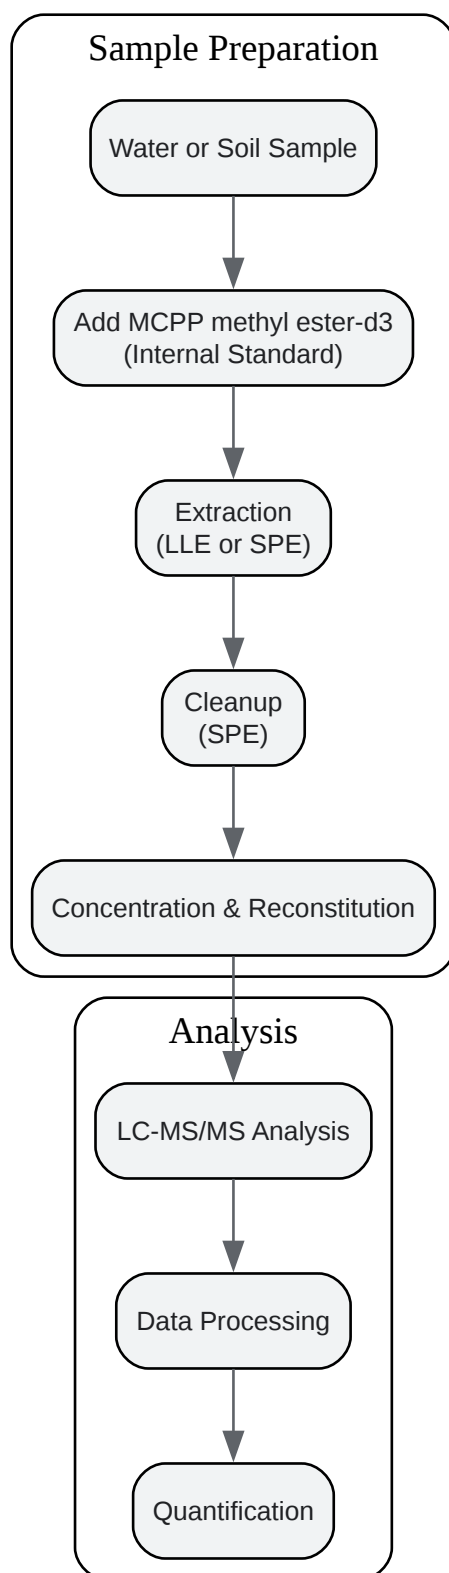 Sample Preparation
Water or Soil Sample
Add MCPP methyl ester-d3
(Internal Standard)
Extraction
(LLE or SPE)
Cleanup
(SPE)
Concentration & Reconstitution
Analysis
LC-MS/MS Analysis
Data Processing
Quantification